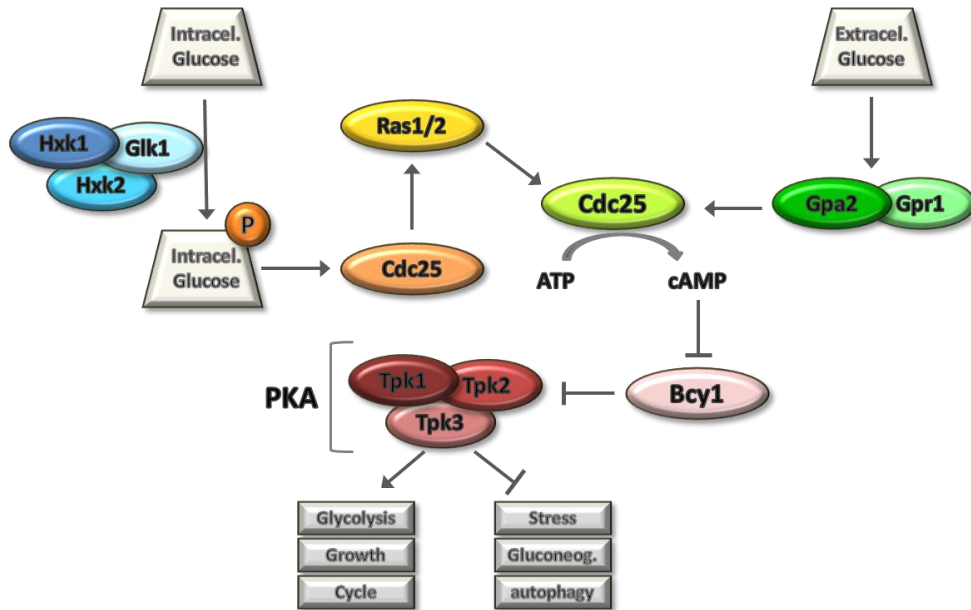 Intracel.
Glucose
Extracel.
Glucose
Hxk1
Glk1
Hxk2
Ras1/2
Cdc25
Gpa2
Gpr1
P
Intracel.
Glucose
Cdc25
ATP
cAMP
PKA
Tpk1
Tpk2
Tpk3
Bcy1
Glycolysis
Growth
Cycle
Stress
Gluconeog.
autophagy